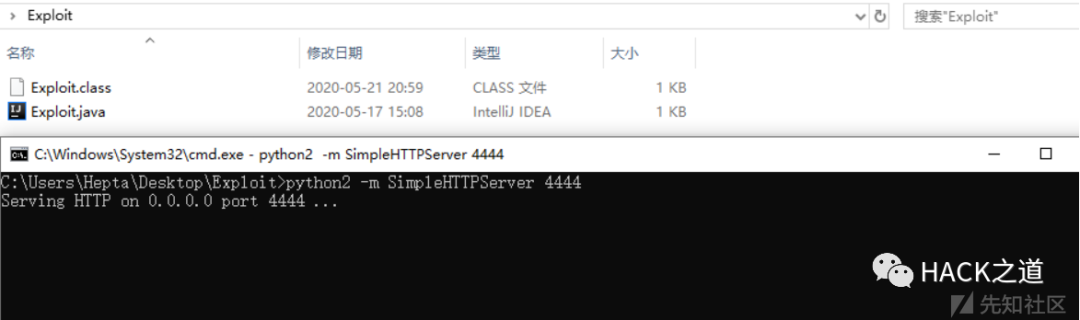 Exploit
搜索"Exploit"
名称 修改日期 类型 大小
Exploit.class 2020-05-21 20:59 CLASS 文件 1 KB
Exploit.java 2020-05-17 15:08 IntelliJ IDEA 1 KB
C:\Windows\System32\cmd.exe - python2 -m SimpleHTTPServer 4444
C:\Users\Hepta\Desktop\Exploit>python2 -m SimpleHTTPServer 4444
Serving HTTP on 0.0.0.0 port 4444 ...
HACK之道
先知社区